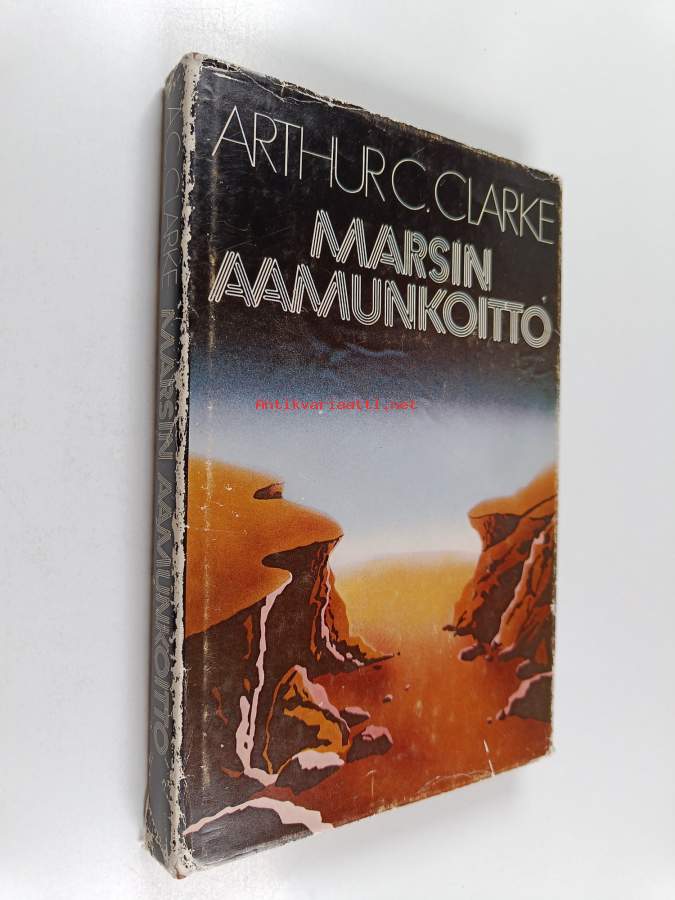 ARTHUR C. CLARKE
MARSIN
AAMUNKOITTO
Antikvariaatti.net
A.C. CLARKE MARSIN AAMUNKOITTO